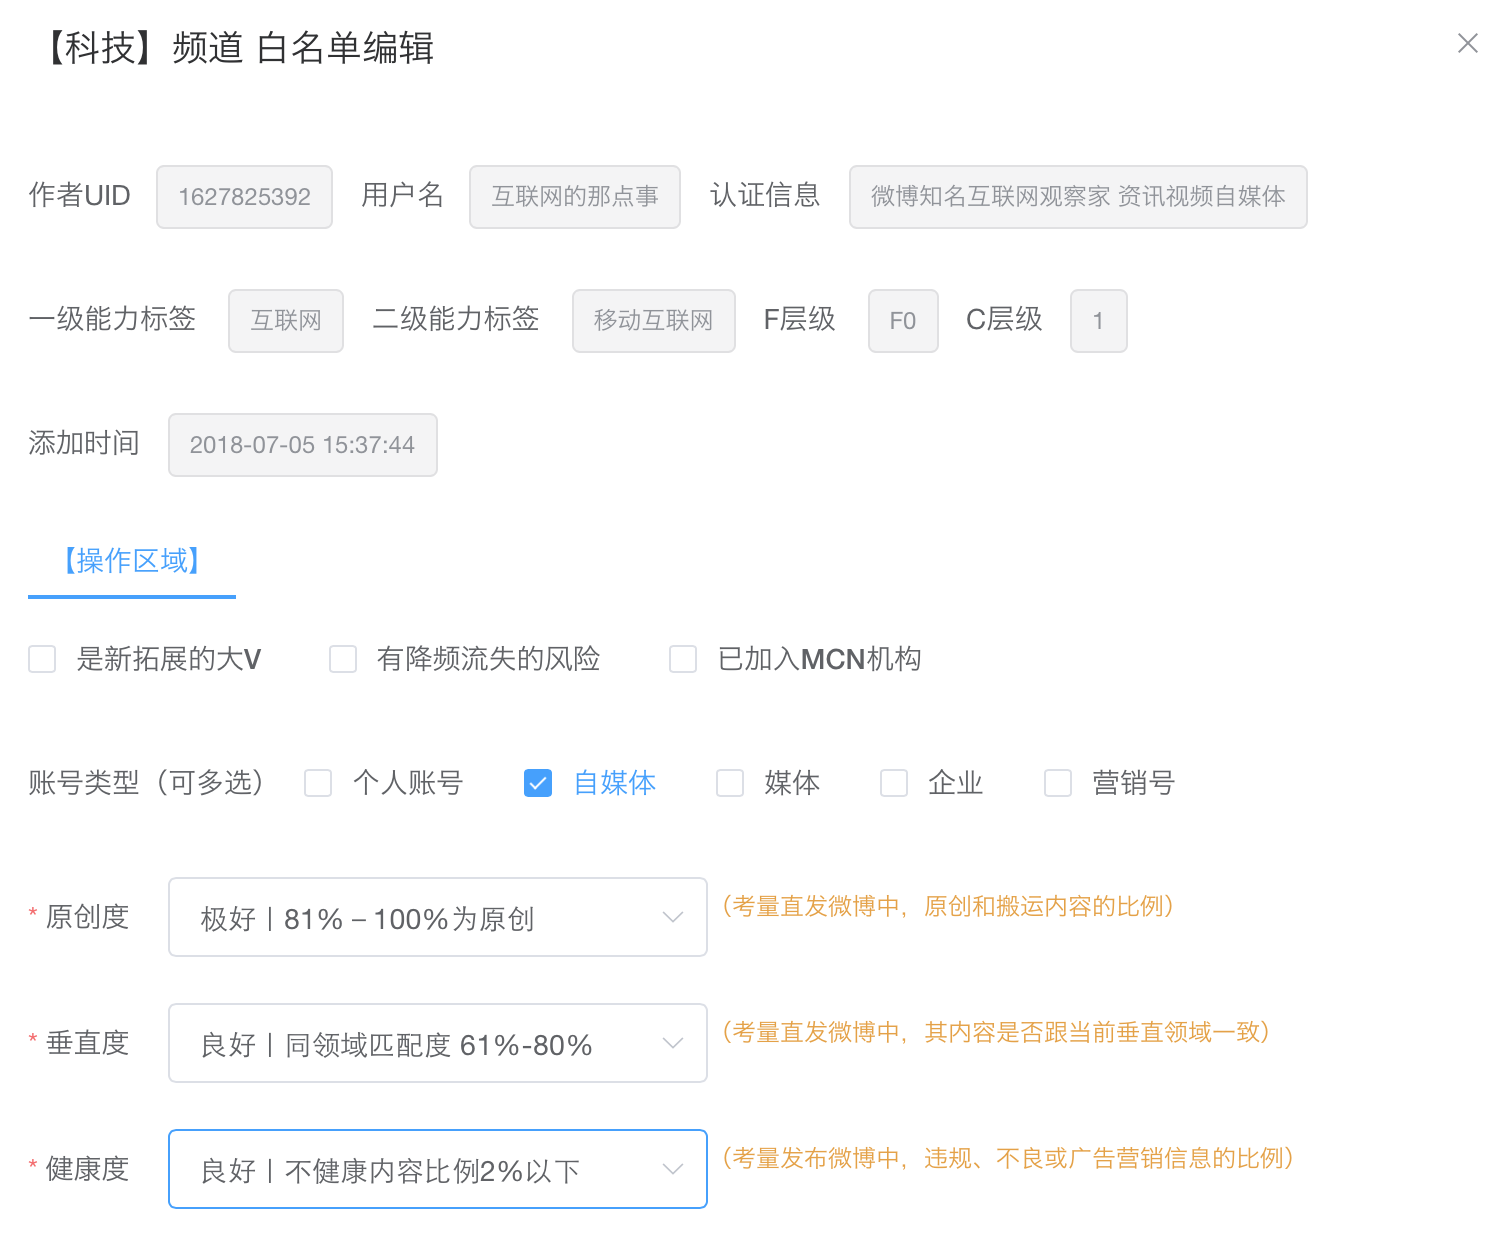 【科技】频道 白名单编辑
作者UID 1627825392 用户名 互联网的那点事 认证信息 微博知名互联网观察家 资讯视频自媒体
一级能力标签 互联网 二级能力标签 移动互联网 F层级 F0 C层级 1
添加时间 2018-07-05 15:37:44
【操作区域】
是新拓展的大V 有降频流失的风险 已加入MCN机构
账号类型（可多选） 个人账号 自媒体 媒体 企业 营销号
* 原创度 极好丨81% – 100%为原创 （考量直发微博中，原创和搬运内容的比例）
* 垂直度 良好丨同领域匹配度 61%-80% （考量直发微博中，其内容是否跟当前垂直领域一致）
* 健康度 良好丨不健康内容比例2%以下 （考量发布微博中，违规、不良或广告营销信息的比例）